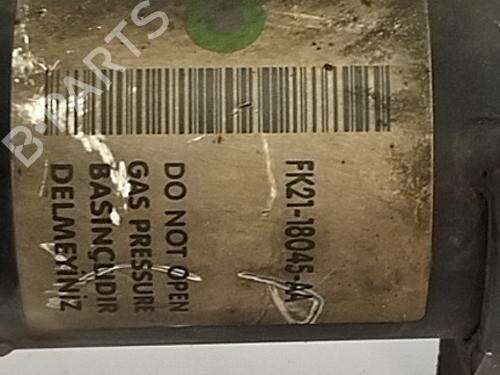 FK21-18045-AA
DO NOT OPEN
GAS PRESSURE
BASINÇLIDIR
DELMEYİNİZ
B-PARTS